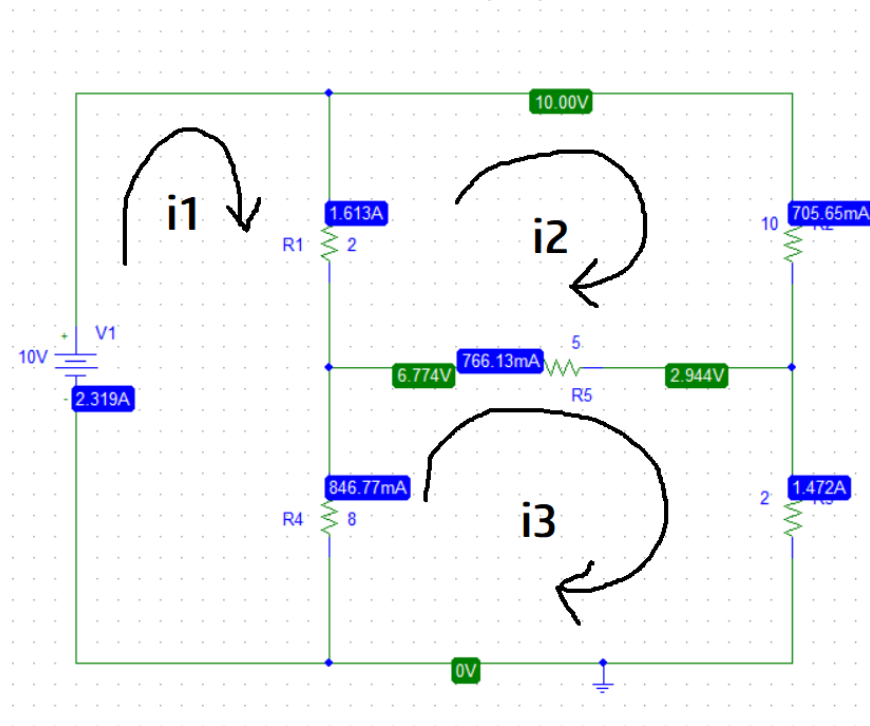 10.00V
i1
1.613A
R1 2
i2
10 705.65mA
V1
+
10V
-
2.319A
5
766.13mA
6.774V
2.944V
R5
846.77mA
R4 8
i3
2 1.472A
0V